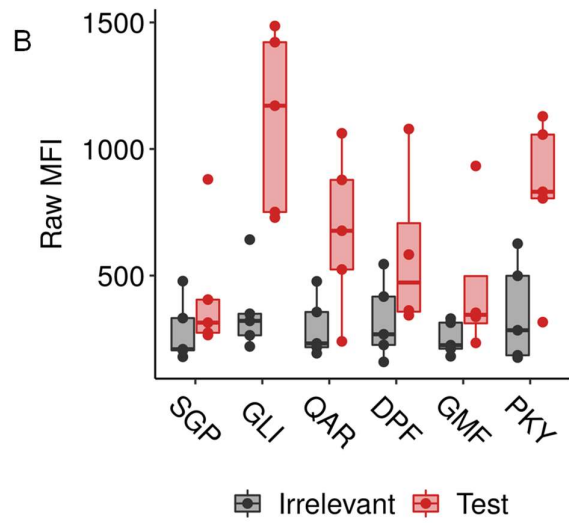 B
Raw MFI
1500
1000
500
SGP
GLI
QAR
DPF
GMF
PKY
Irrelevant
Test